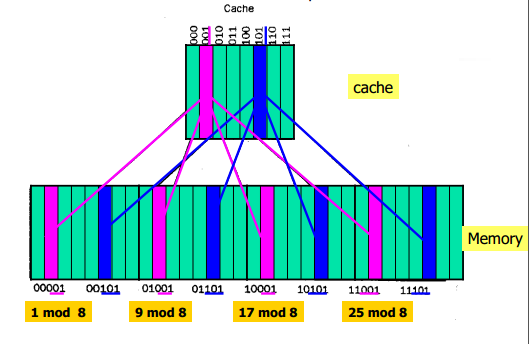 Cache
000 001 010 011 100 101 110 111
cache
Memory
00001 00101 01001 01101 10001 10101 11001 11101
1 mod 8 9 mod 8 17 mod 8 25 mod 8